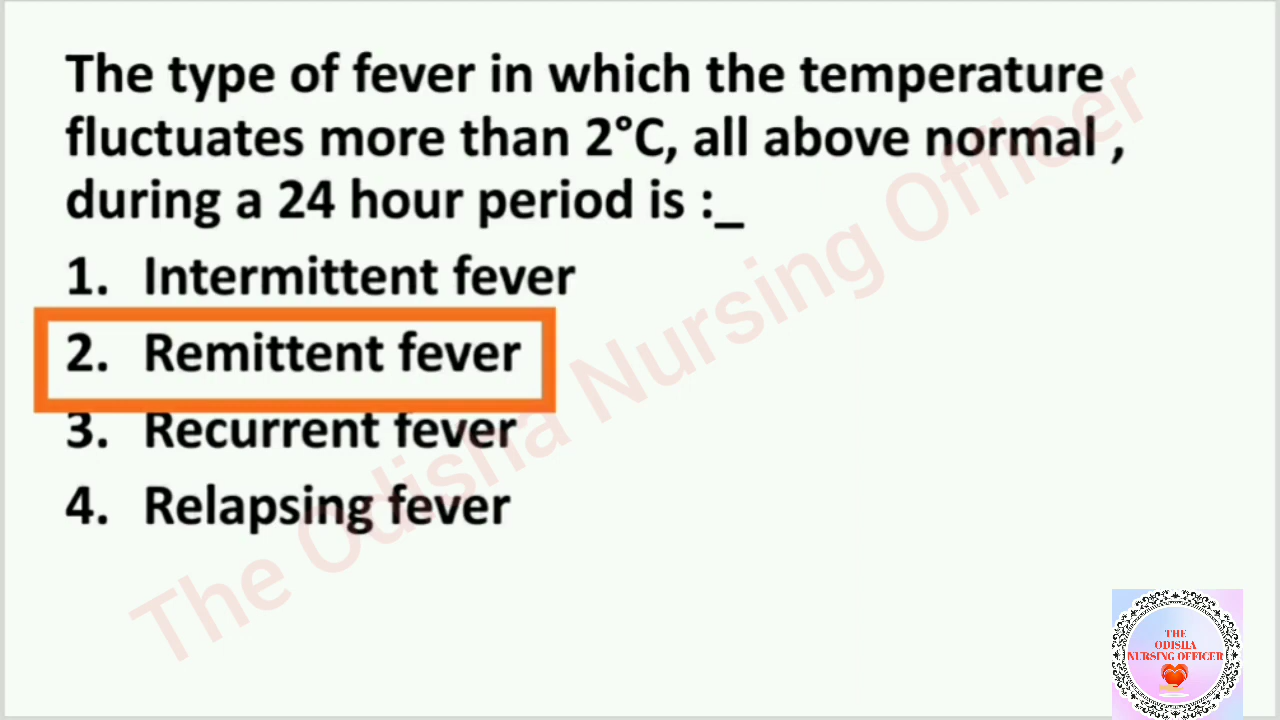 The type of fever in which the temperature
fluctuates more than 2°C, all above normal ,
during a 24 hour period is :_
1. Intermittent fever
2. Remittent fever
3. Recurrent fever
4. Relapsing fever
The Odisha Nursing Officer
THE
ODISHA
NURSING OFFICER